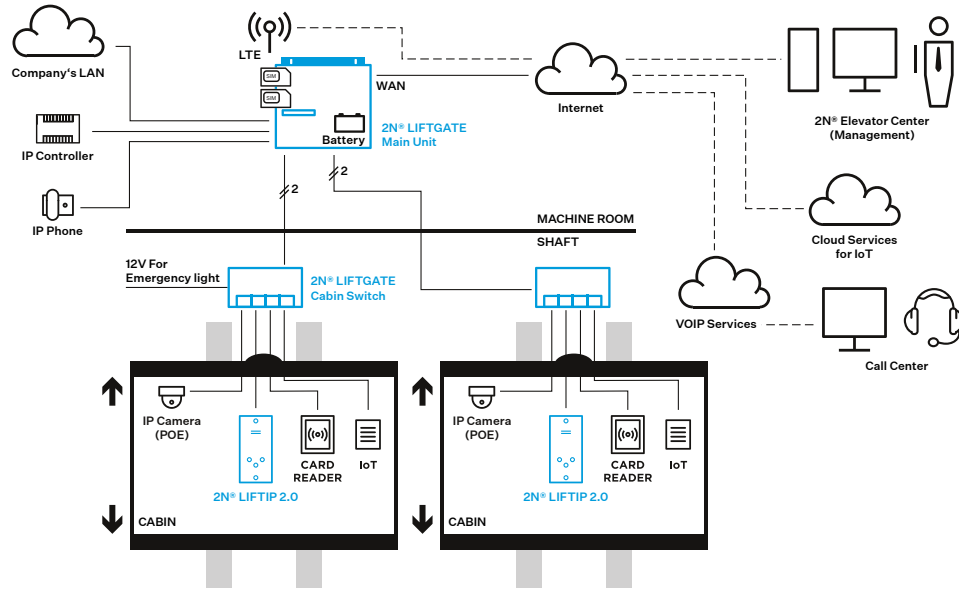 LTE
Company's LAN
SIM
SIM
WAN
Internet
2N® Elevator Center
(Management)
Battery
2N® LIFTGATE
Main Unit
IP Controller
2
2
IP Phone
MACHINE ROOM
SHAFT
Cloud Services
for IoT
12V For
Emergency light
2N® LIFTGATE
Cabin Switch
VOIP Services
Call Center
IP Camera
(POE)
CARD
READER
IoT
2N® LIFTIP 2.0
CABIN
IP Camera
(POE)
CARD
READER
IoT
2N® LIFTIP 2.0
CABIN